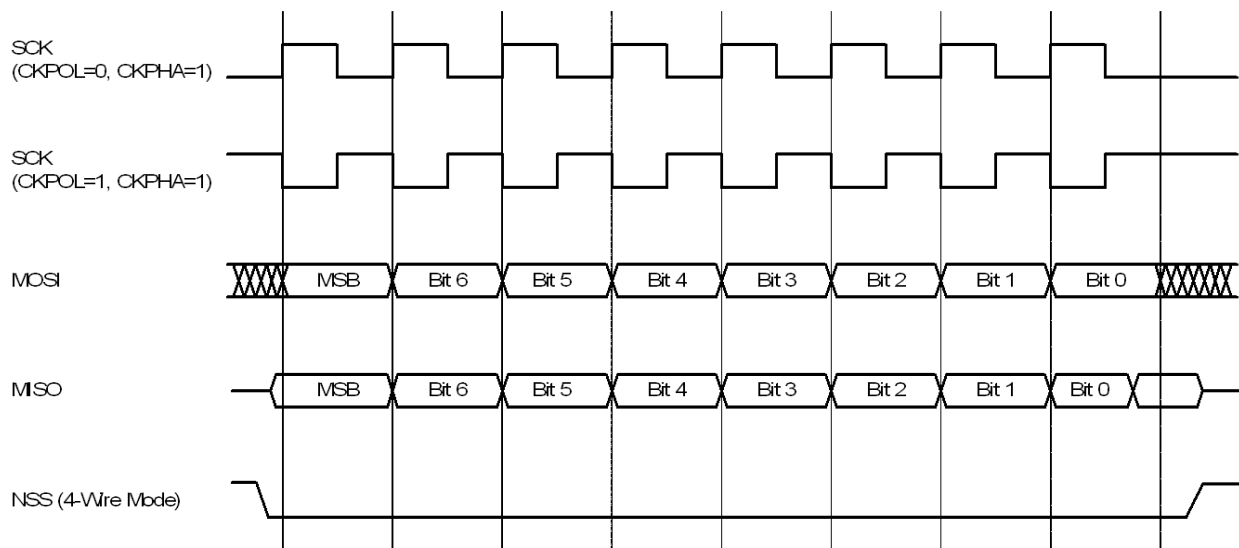 SCK
(CKPOL=0, CKPHA=1)
SCK
(CKPOL=1, CKPHA=1)
MOSI
MSB Bit 6 Bit 5 Bit 4 Bit 3 Bit 2 Bit 1 Bit 0
MISO
MSB Bit 6 Bit 5 Bit 4 Bit 3 Bit 2 Bit 1 Bit 0
NSS (4-Wire Mode)